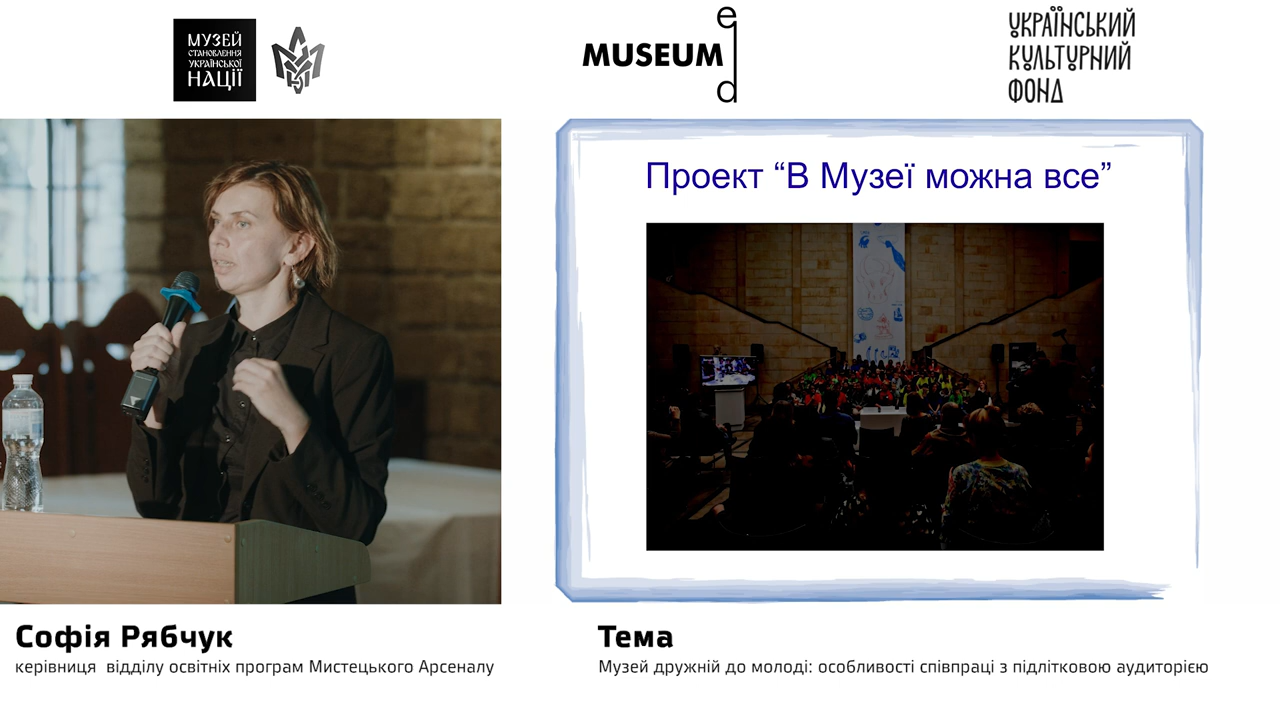 МУЗЕЙ
СТАНОВЛЕННЯ
УКРАЇНСЬКОЇ
НАЦІЇ
MUSEUM
ed
УКРАЇНСЬКИЙ
КУЛЬТУРНИЙ
ФОНД
Проект “В Музеї можна все”
Софія Рябчук
керівниця відділу освітніх програм Мистецького Арсеналу
Тема
Музей дружній до молоді: особливості співпраці з підлітковою аудиторією